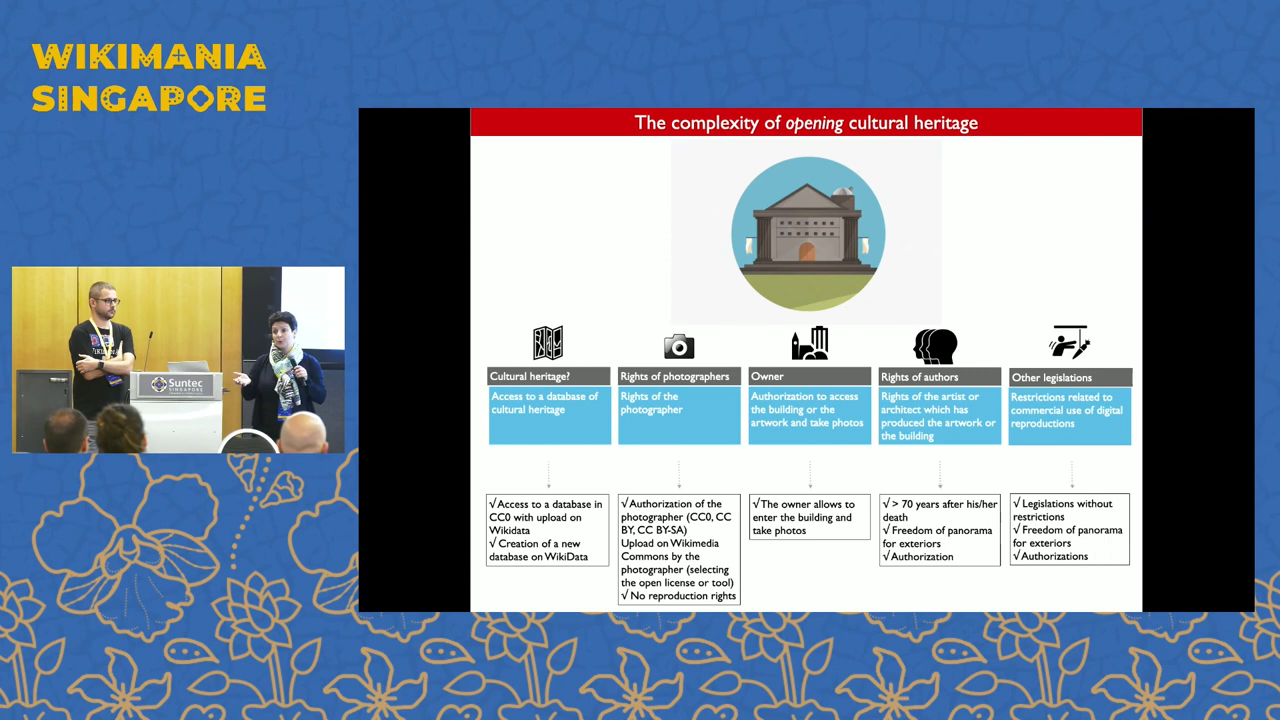 WIKIMANIA
SINGAPORE
The complexity of opening cultural heritage
Cultural heritage?
Access to a database of
cultural heritage
√Access to a database in
CC0 with upload on
Wikidata
√ Creation of a new
database on WikiData
Rights of photographers
Rights of the
photographer
√Authorization of the
photographer (CC0, CC
BY, CC BY-SA)
Upload on Wikimedia
Commons by the
photographer (selecting
the open license or tool)
√ No reproduction rights
Owner
Authorization to access
the building or the
artwork and take photos
√The owner allows to
enter the building and
take photos
Rights of authors
Rights of the artist or
architect which has
produced the artwork or
the building
√ > 70 years after his/her
death
√ Freedom of panorama
for exteriors
√ Authorization
Other legislations
Restrictions related to
commercial use of digital
reproductions
√ Legislations without
restrictions
√ Freedom of panorama
for exteriors
√ Authorizations
Suntec
SINGAPORE